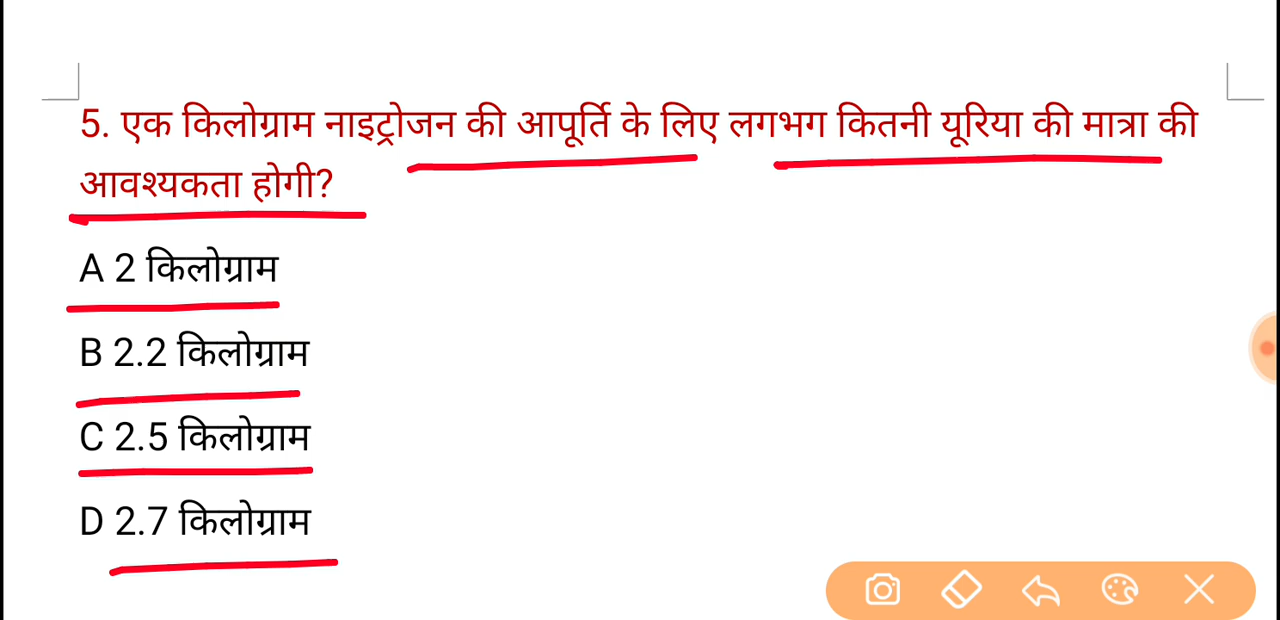 5. एक किलोग्राम नाइट्रोजन की आपूर्ति के लिए लगभग कितनी यूरिया की मात्रा की
आवश्यकता होगी?
A 2 किलोग्राम
B 2.2 किलोग्राम
C 2.5 किलोग्राम
D 2.7 किलोग्राम